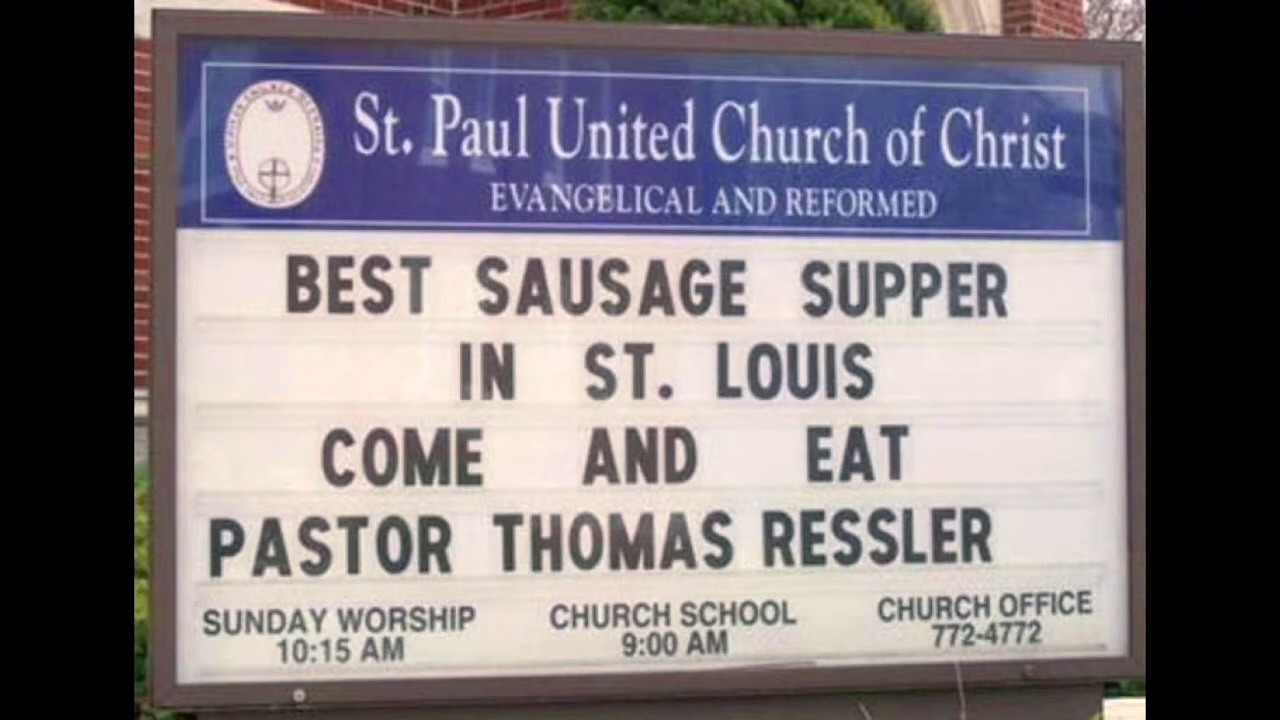 St. Paul United Church of Christ
EVANGELICAL AND REFORMED
BEST SAUSAGE SUPPER
IN ST. LOUIS
COME AND EAT
PASTOR THOMAS RESSLER
SUNDAY WORSHIP
10:15 AM
CHURCH SCHOOL
9:00 AM
CHURCH OFFICE
772-4772